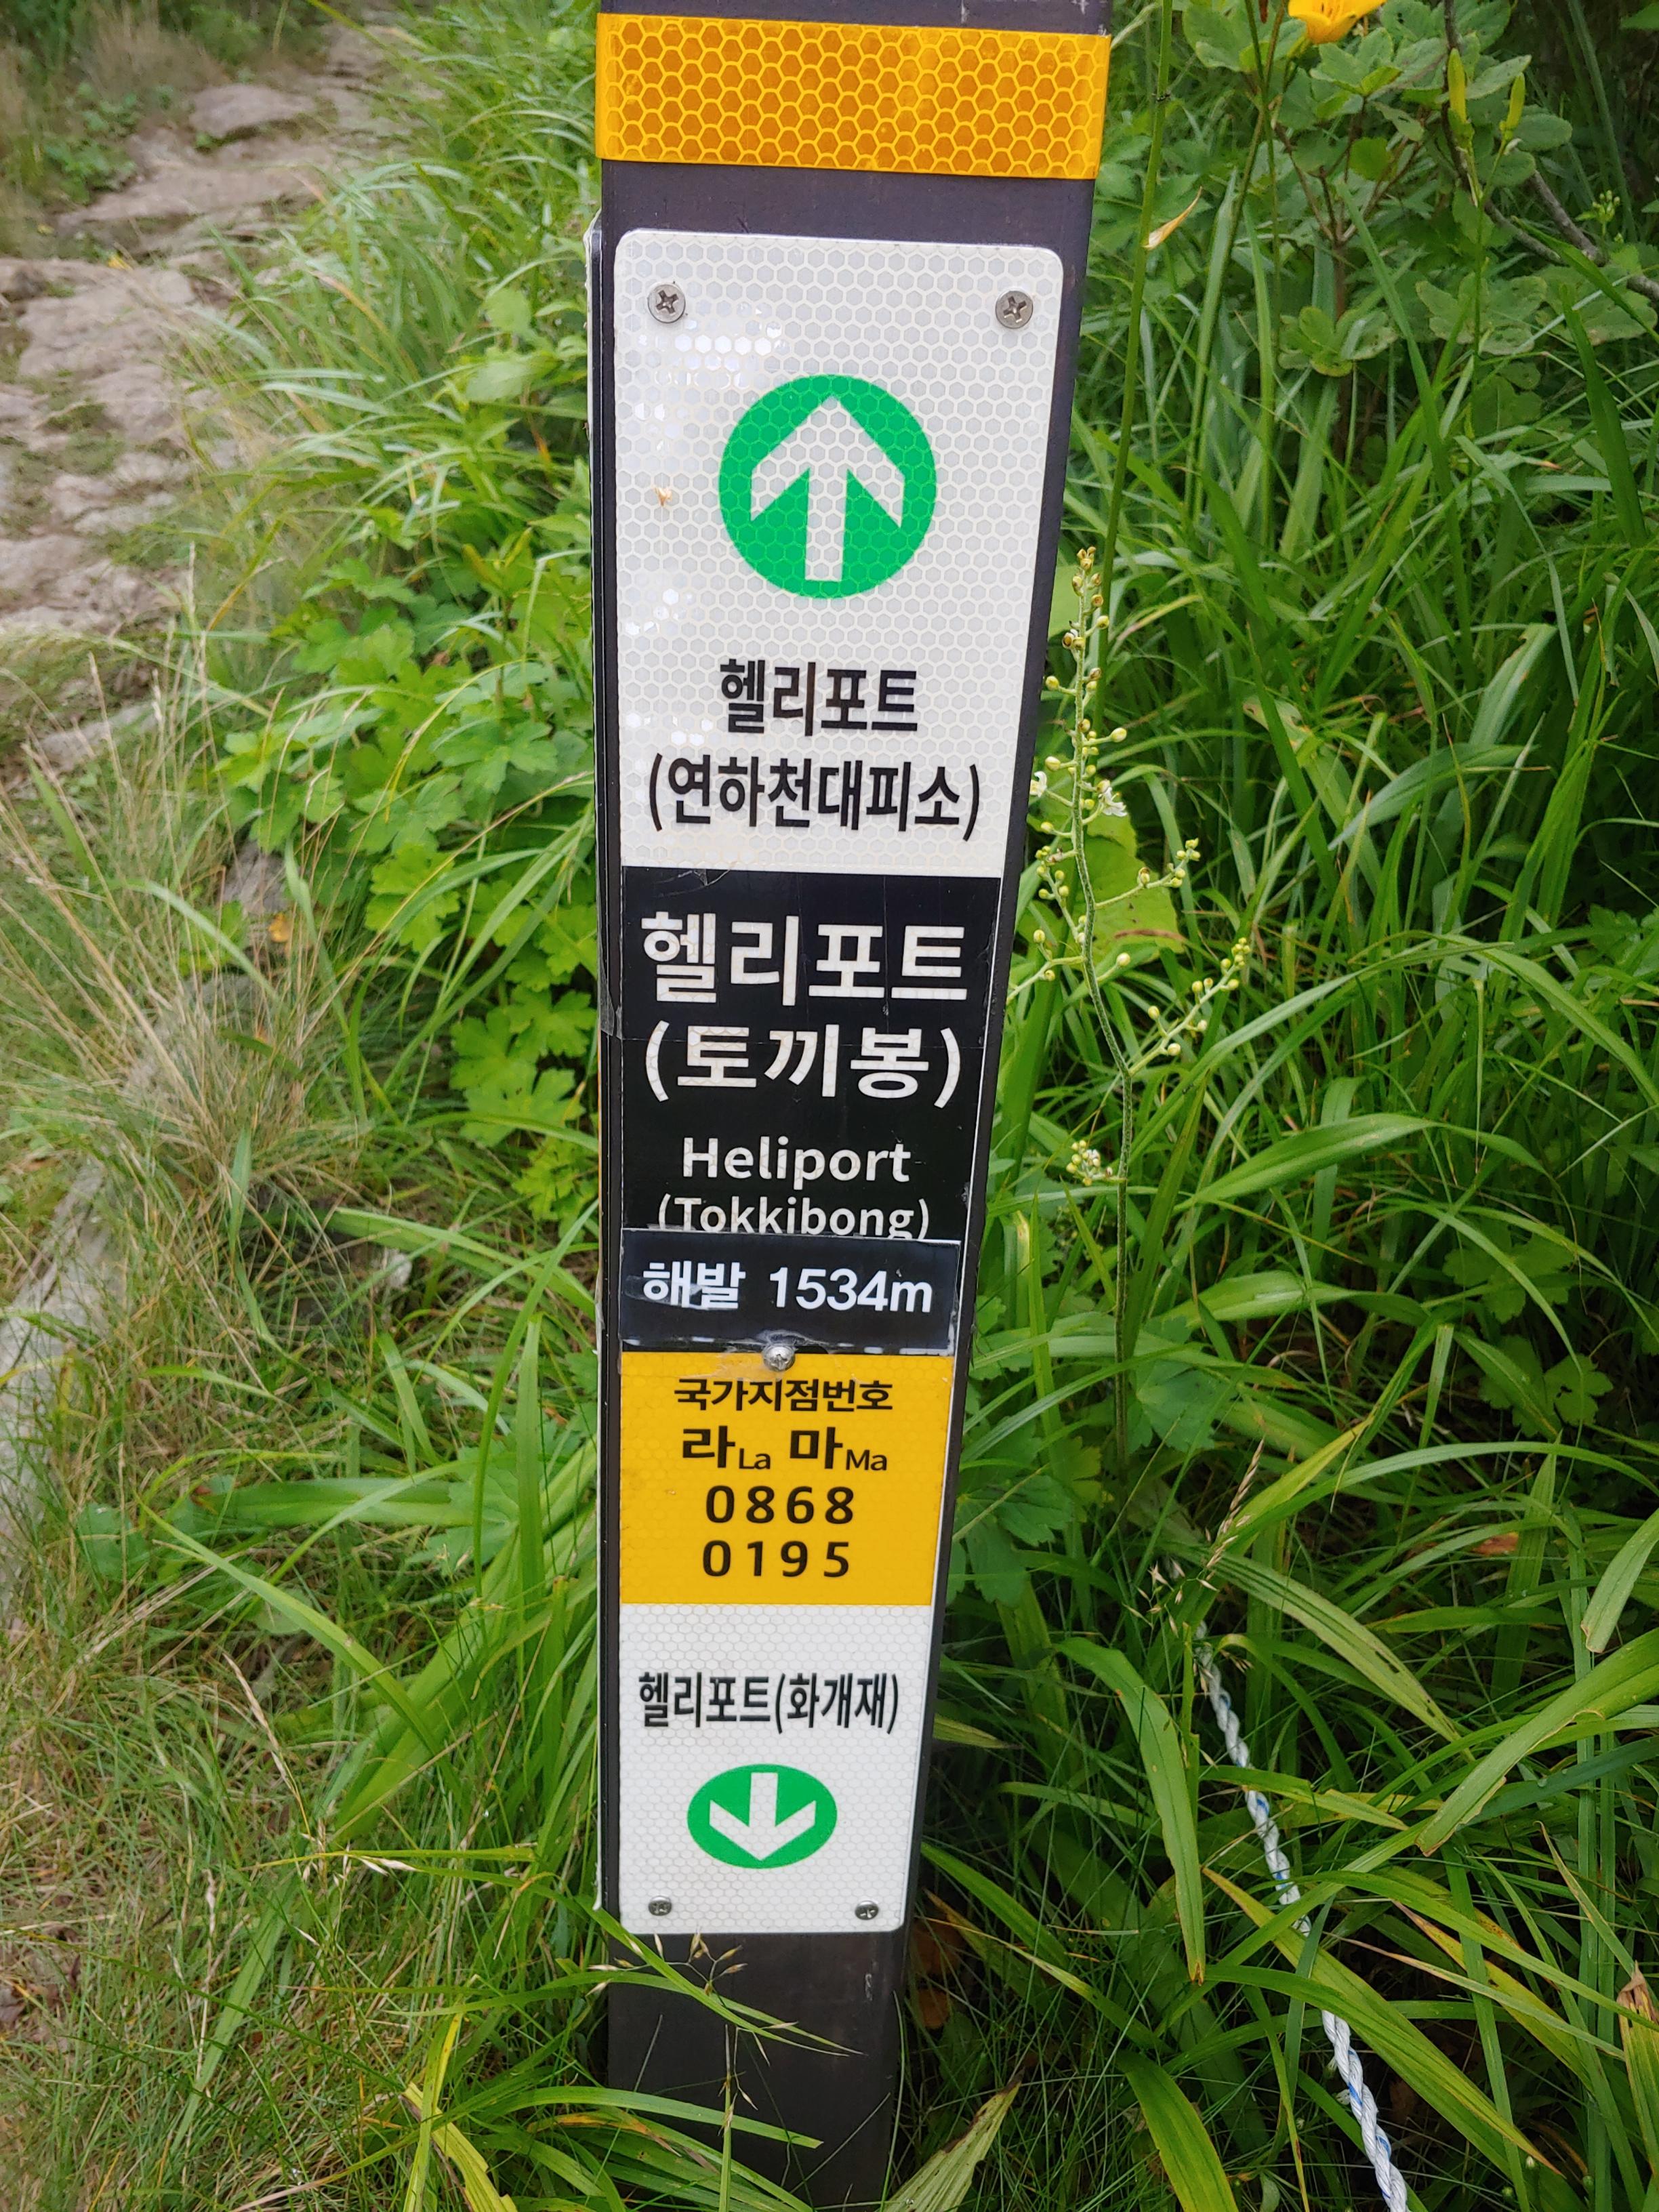 헬리포트
(연하천대피소)
헬리포트
(토끼봉)
Heliport
(Tokkibong)
해발 1534m
국가지점번호
라La 마Ma
0868
0195
헬리포트(화개재)